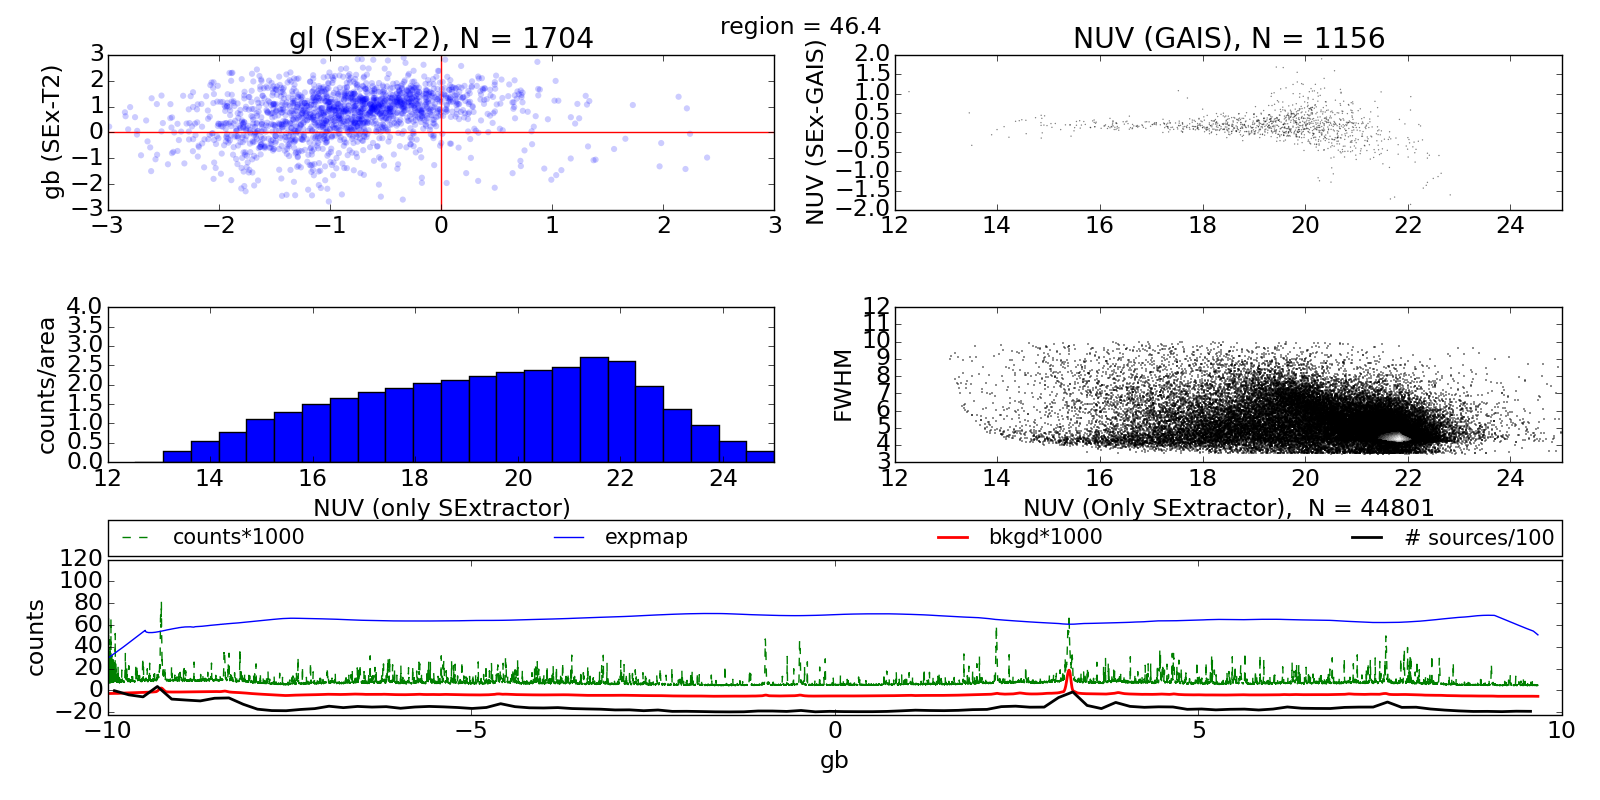 region = 46.4
gl (SEx-T2), N = 1704
gb (SEx-T2)
3
2
1
0
−1
−2
−3
−3 −2 −1 0 1 2 3
NUV (GAIS), N = 1156
NUV (SEx-GAIS)
2.0
1.5
1.0
0.5
0.0
−0.5
−1.0
−1.5
−2.0
12 14 16 18 20 22 24
counts/area
4.0
3.5
3.0
2.5
2.0
1.5
1.0
0.5
0.0
12 14 16 18 20 22 24
NUV (only SExtractor)
FWHM
12
11
10
9
8
7
6
5
4
3
12 14 16 18 20 22 24
NUV (Only SExtractor), N = 44801
counts*1000 expmap bkgd*1000 # sources/100
counts
120
100
80
60
40
20
0
−20
−10 −5 0 5 10
gb